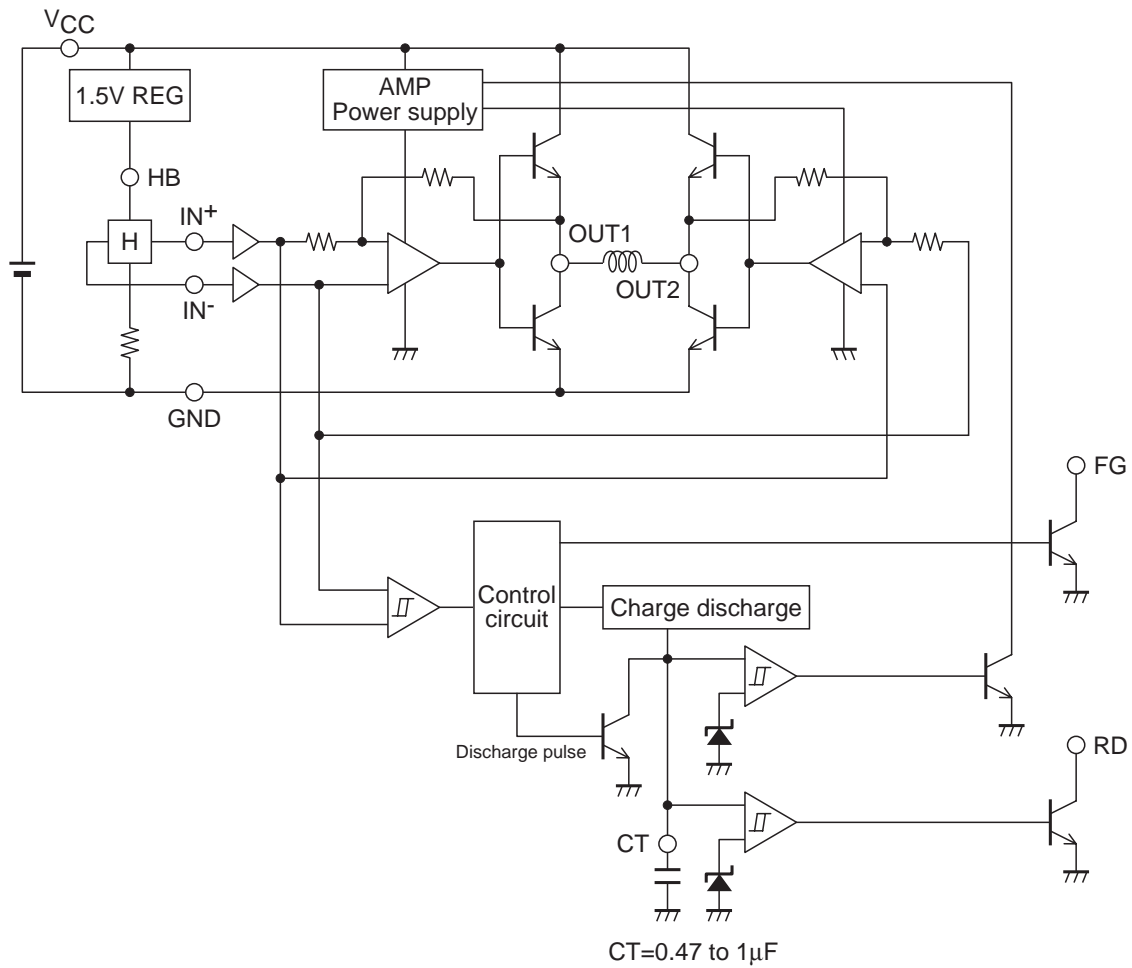 VCC
1.5V REG
AMP
Power supply
HB
IN+
H
OUT1
IN-
OUT2
GND
FG
Control
circuit
Charge discharge
Discharge pulse
RD
CT
CT=0.47 to 1μF